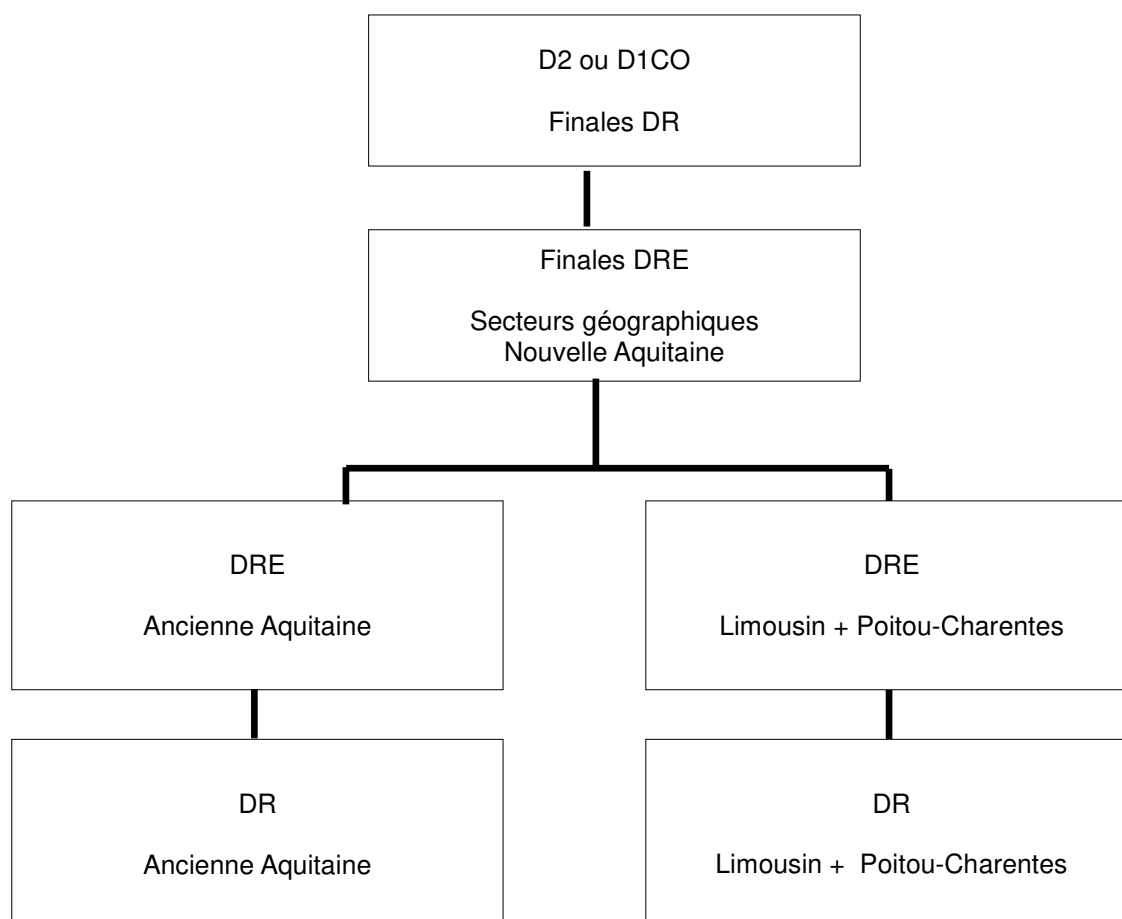 D2 ou D1CO
Finales DR
Finales DRE
Secteurs géographiques
Nouvelle Aquitaine
DRE
Ancienne Aquitaine
DRE
Limousin + Poitou-Charentes
DR
Ancienne Aquitaine
DR
Limousin +  Poitou-Charentes